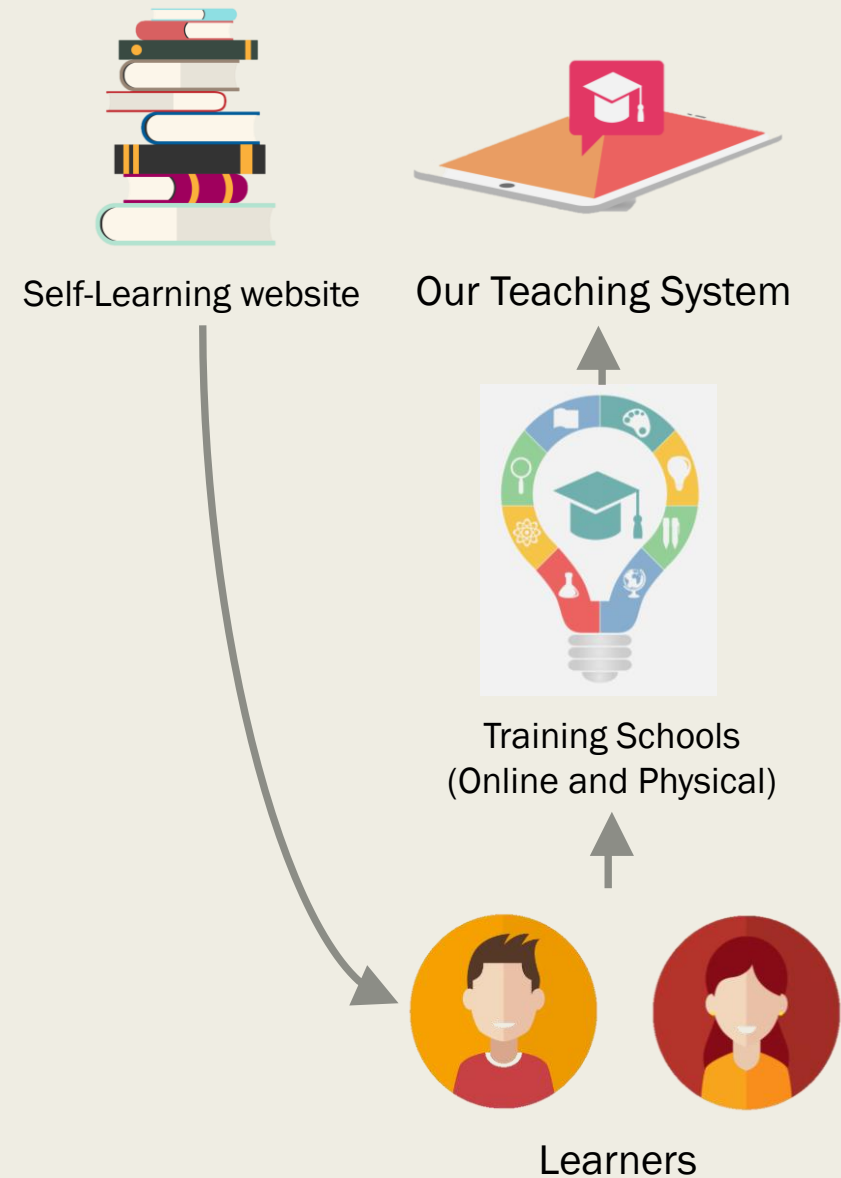 Self-Learning website
Our Teaching System
Training Schools
(Online and Physical)
Learners